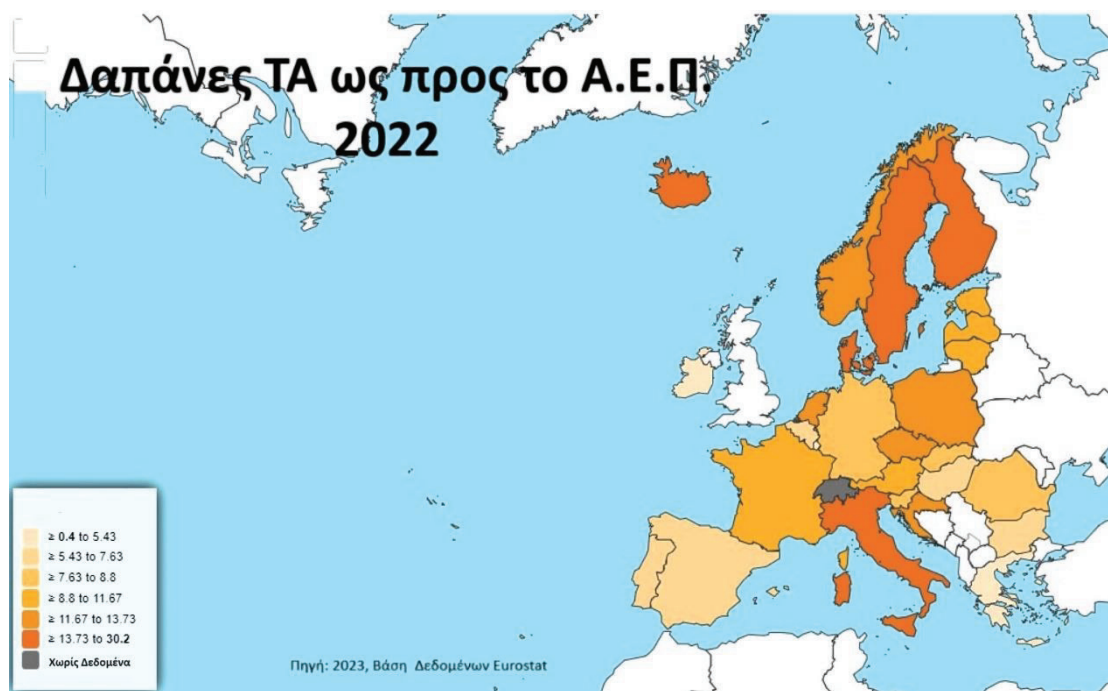 Δαπάνες ΤΑ ως προς το Α.Ε.Π.
2022
≥ 0.4 to 5.43
≥ 5.43 to 7.63
≥ 7.63 to 8.8
≥ 8.8 to 11.67
≥ 11.67 to 13.73
≥ 13.73 to 30.2
Χωρίς Δεδομένα
Πηγή: 2023, Βάση Δεδομένων Eurostat